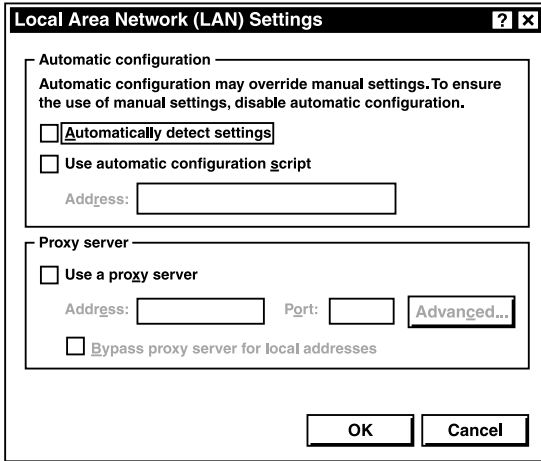 Local Area Network (LAN) Settings ? X
Automatic configuration
Automatic configuration may override manual settings. To ensure
the use of manual settings, disable automatic configuration.
Automatically detect settings
Use automatic configuration script
Address:
Proxy server
Use a proxy server
Address: Port: Advanced...
Bypass proxy server for local addresses
OK Cancel